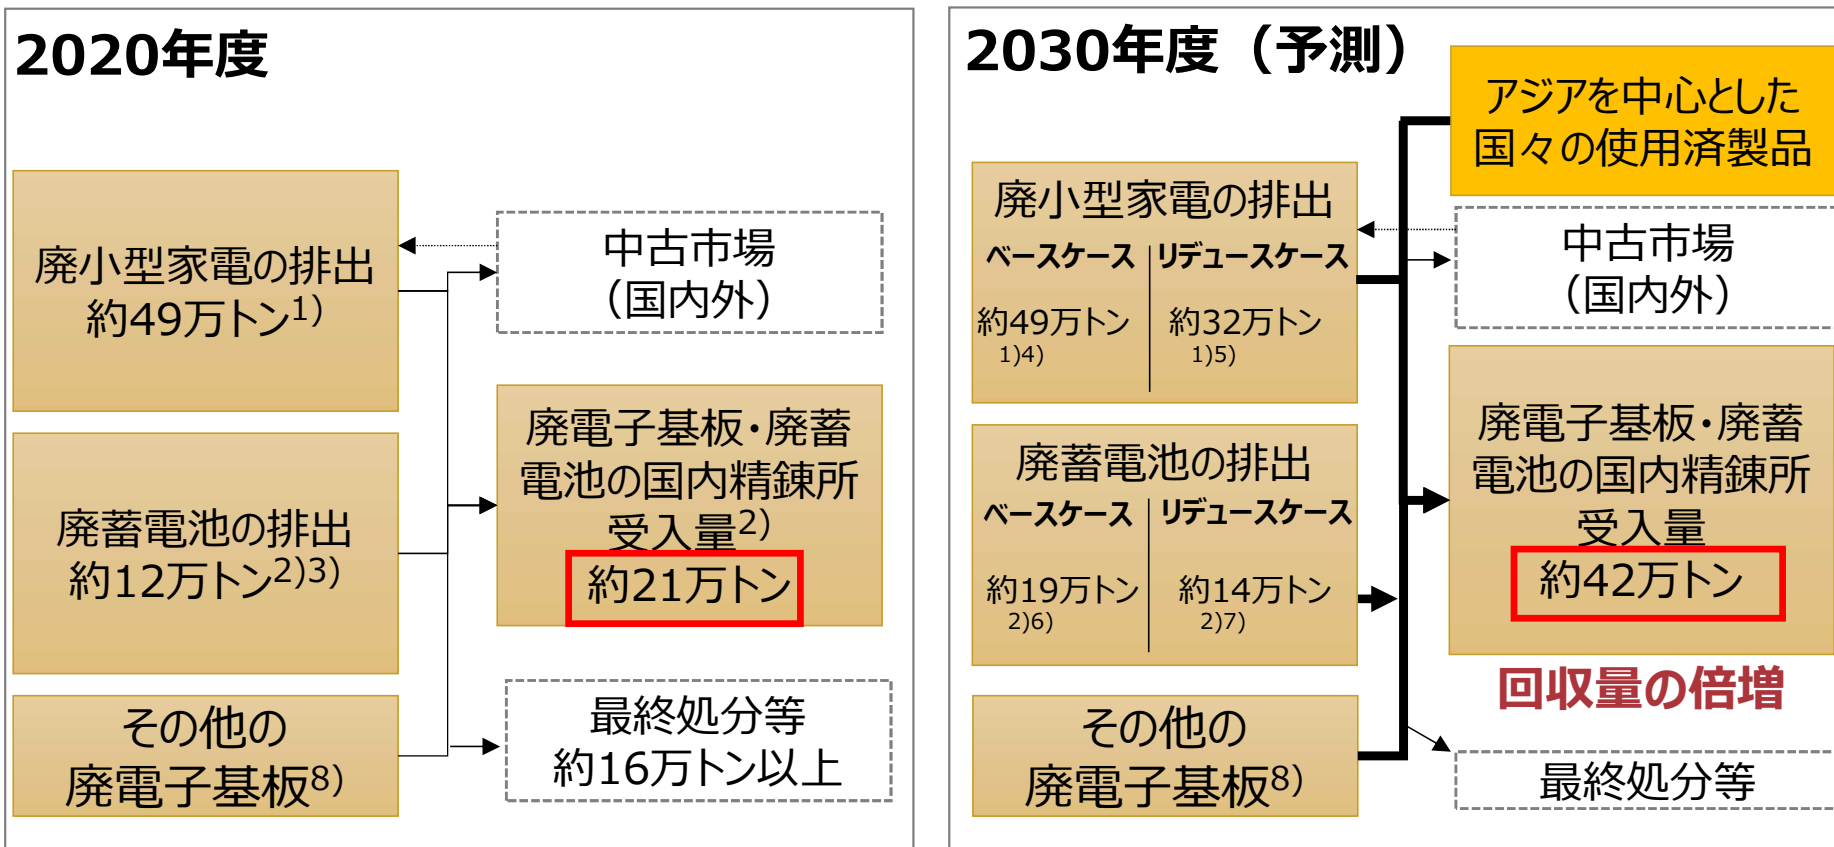 2020年度
廃小型家電の排出
約49万トン1)
廃蓄電池の排出
約12万トン2)3)
その他の
廃電子基板8)
中古市場
（国内外）
廃電子基板・廃蓄
電池の国内精錬所
受入量2)
約21万トン
最終処分等
約16万トン以上
2030年度（予測）
アジアを中心とした
国々の使用済製品
廃小型家電の排出
ベースケース
リデュースケース
約49万トン
1)4)
約32万トン
1)5)
廃蓄電池の排出
ベースケース
リデュースケース
約19万トン
2)6)
約14万トン
2)7)
その他の
廃電子基板8)
中古市場
（国内外）
廃電子基板・廃蓄
電池の国内精錬所
受入量
約42万トン
回収量の倍増
最終処分等